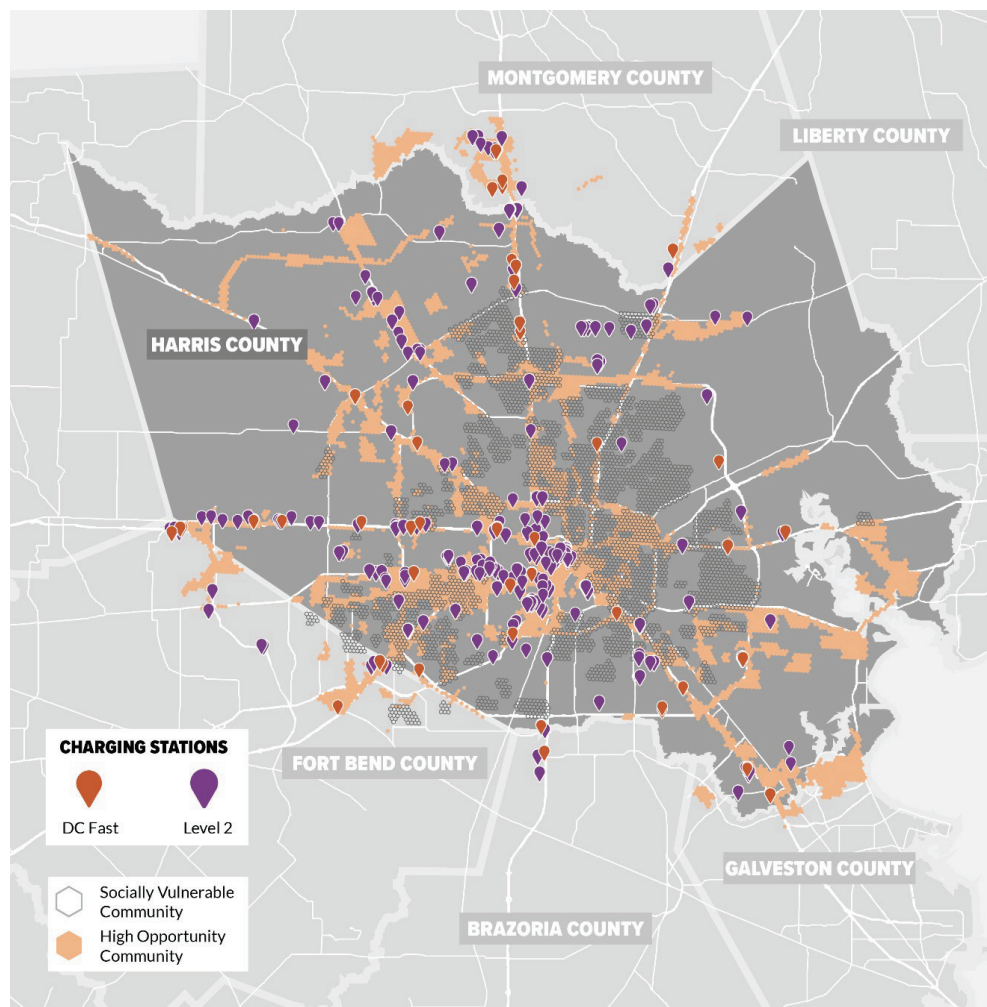 MONTGOMERY COUNTY
LIBERTY COUNTY
HARRIS COUNTY
CHARGING STATIONS
DC Fast
Level 2
FORT BEND COUNTY
Socially Vulnerable
Community
High Opportunity
Community
GALVESTON COUNTY
BRAZORIA COUNTY